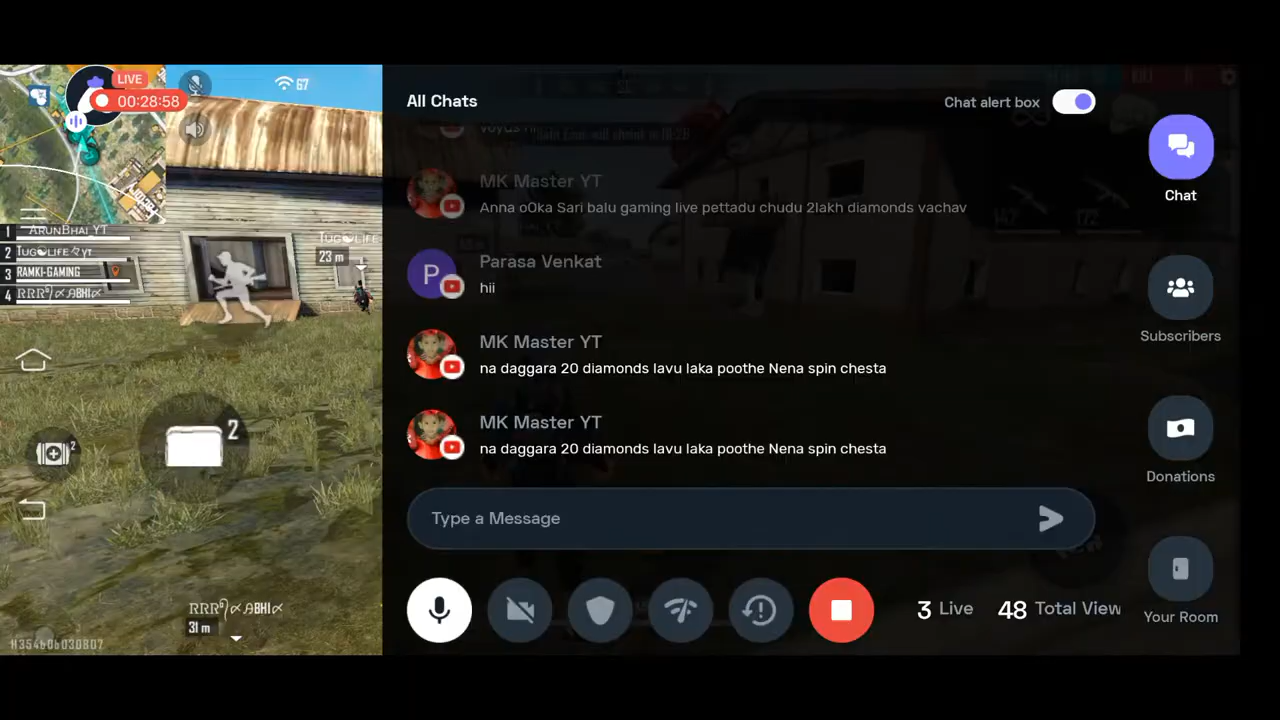 LIVE
00:28:58
67
1 ARUNBHAI YT
2 TUG LIFE YT
3 RAMKI-GAMING
4 RRR ABHI
TUG LIFE
23 m
2
2
RRR ABHI
31 m
All Chats
Chat alert box
MK Master YT
Anna oOka Sari balu gaming live pettadu chudu 2lakh diamonds vachav
Parasa Venkat
hii
MK Master YT
na daggara 20 diamonds lavu laka poothe Nena spin chesta
MK Master YT
na daggara 20 diamonds lavu laka poothe Nena spin chesta
Type a Message
3 Live 48 Total View
Chat
Subscribers
Donations
Your Room